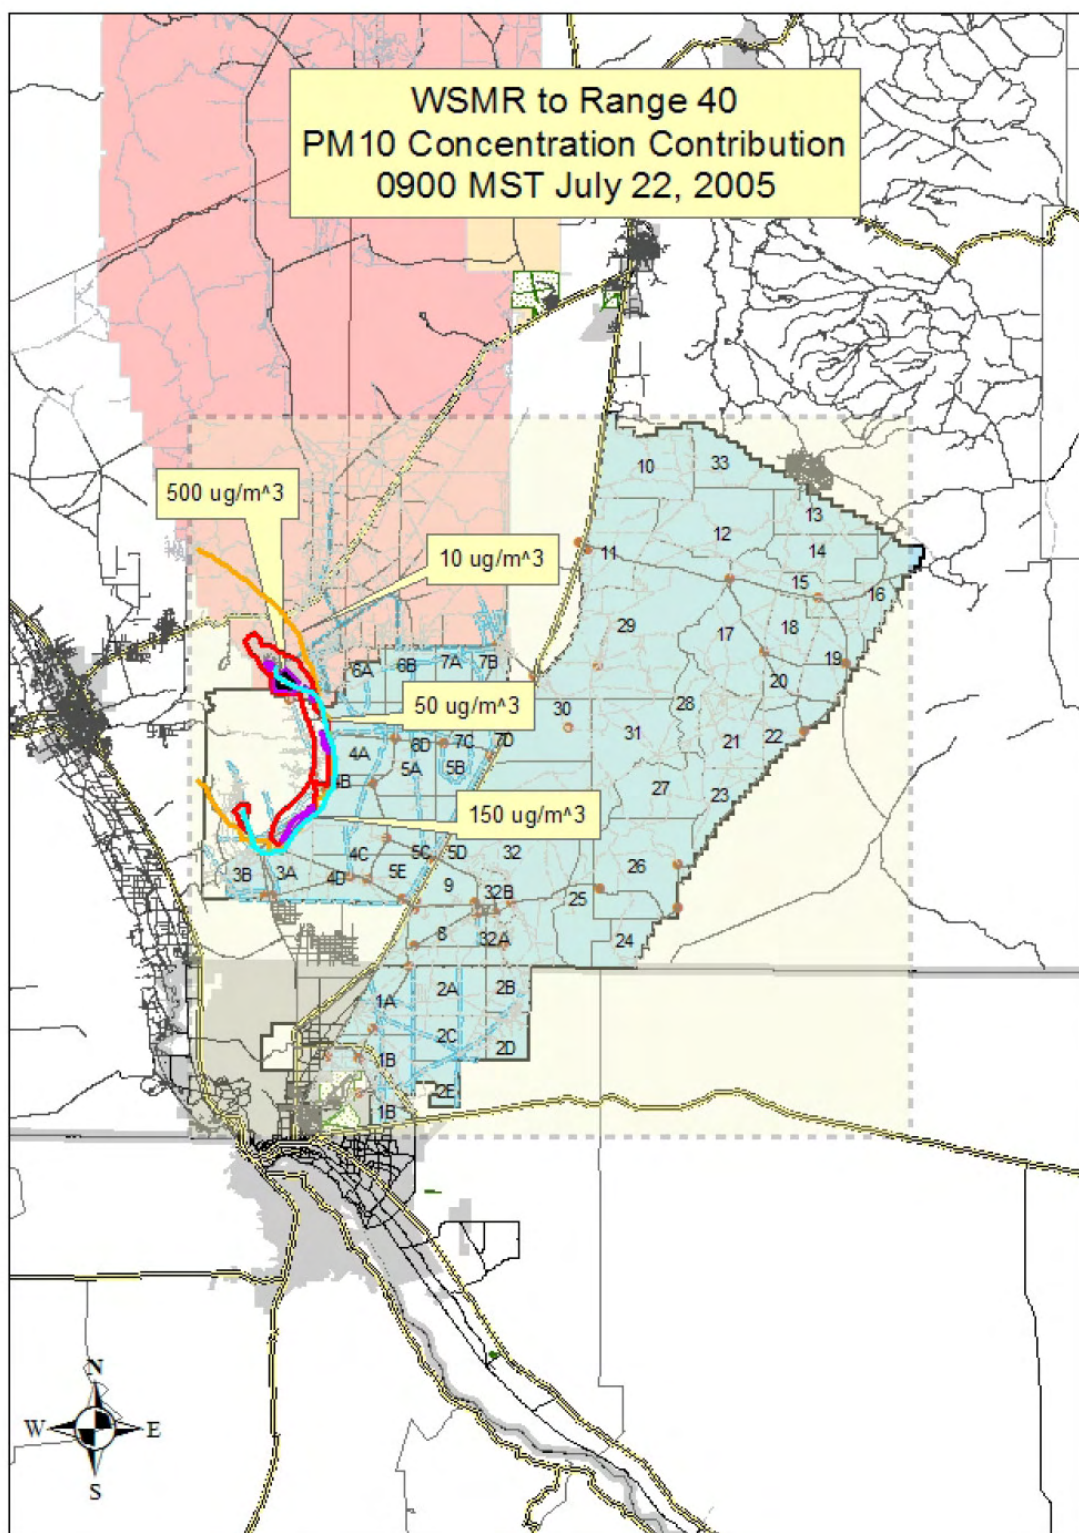 WSMR to Range 40
PM10 Concentration Contribution
0900 MST July 22, 2005
10
33
500 ug/m^3
13
12
14
10 ug/m^3
11
15
16
29
17
18
6A
6B
7A
7B
19
20
50 ug/m^3
28
30
31
21
22
4A
6D
7C
7D
5A
5B
4B
27
23
150 ug/m^3
4C
5C
5D
32
3B
3A
4D
5E
26
9
32B
25
8
32A
24
1A
2A
2B
2C
2D
1B
2E
1B
N
W
E
S